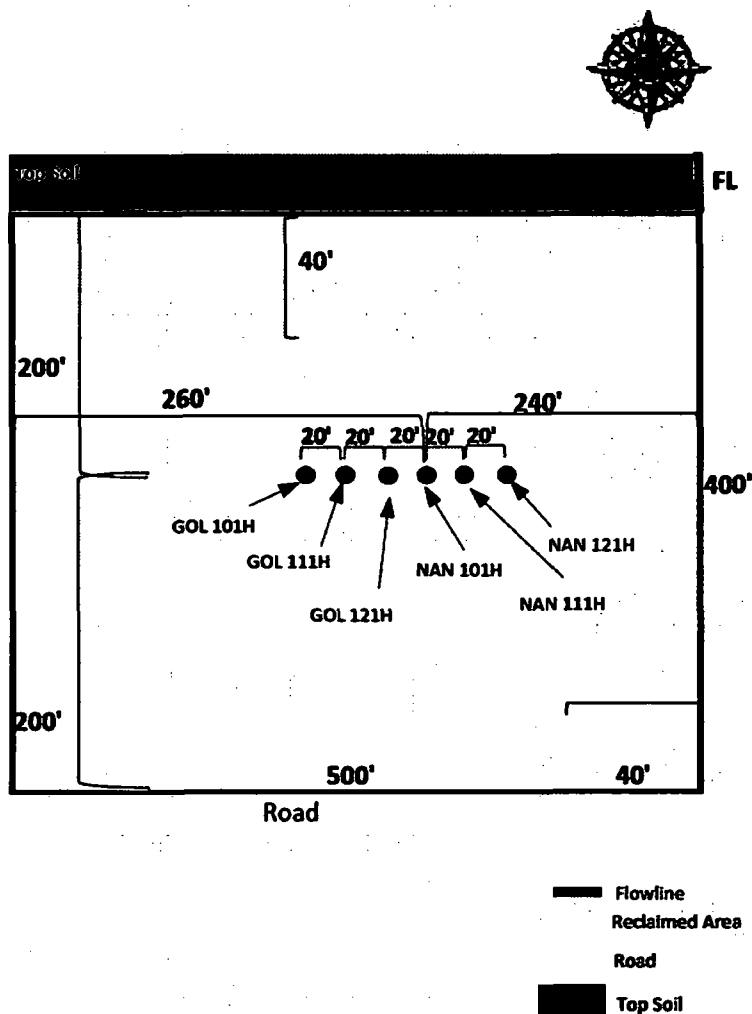 Top Soil
FL
40'
200'
260'
240'
20' 20' 20' 20' 20'
400'
GOL 101H
GOL 111H
GOL 121H
NAN 101H
NAN 111H
NAN 121H
200'
500'
40'
Road
Flowline
Reclaimed Area
Road
Top Soil